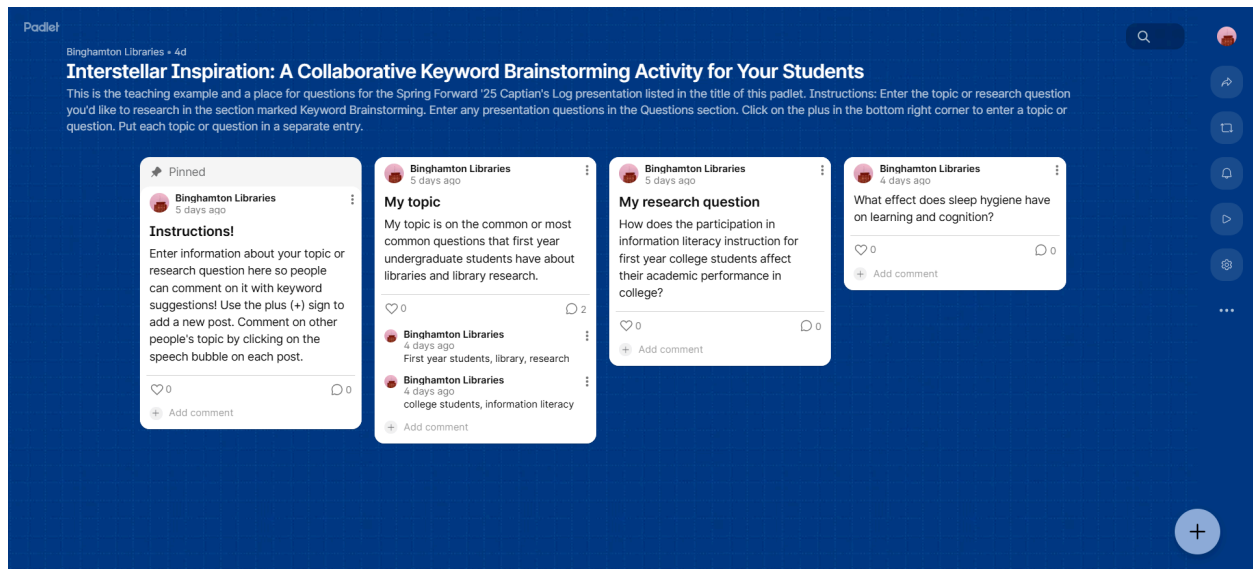 Padlet
Binghamton Libraries • 4d
Interstellar Inspiration: A Collaborative Keyword Brainstorming Activity for Your Students
This is the teaching example and a place for questions for the Spring Forward '25 Captian's Log presentation listed in the title of this padlet. Instructions: Enter the topic or research question
you'd like to research in the section marked Keyword Brainstorming. Enter any presentation questions in the Questions section. Click on the plus in the bottom right corner to enter a topic or
question. Put each topic or question in a separate entry.
Pinned
Binghamton Libraries
5 days ago
Instructions!
Enter information about your topic or
research question here so people
can comment on it with keyword
suggestions! Use the plus (+) sign to
add a new post. Comment on other
people's topic by clicking on the
speech bubble on each post.
0 0
Add comment
Binghamton Libraries
5 days ago
My topic
My topic is on the common or most
common questions that first year
undergraduate students have about
libraries and library research.
0 2
Binghamton Libraries
4 days ago
First year students, library, research
Binghamton Libraries
4 days ago
college students, information literacy
Add comment
Binghamton Libraries
5 days ago
My research question
How does the participation in
information literacy instruction for
first year college students affect
their academic performance in
college?
0 0
Add comment
Binghamton Libraries
4 days ago
What effect does sleep hygiene have
on learning and cognition?
0 0
Add comment